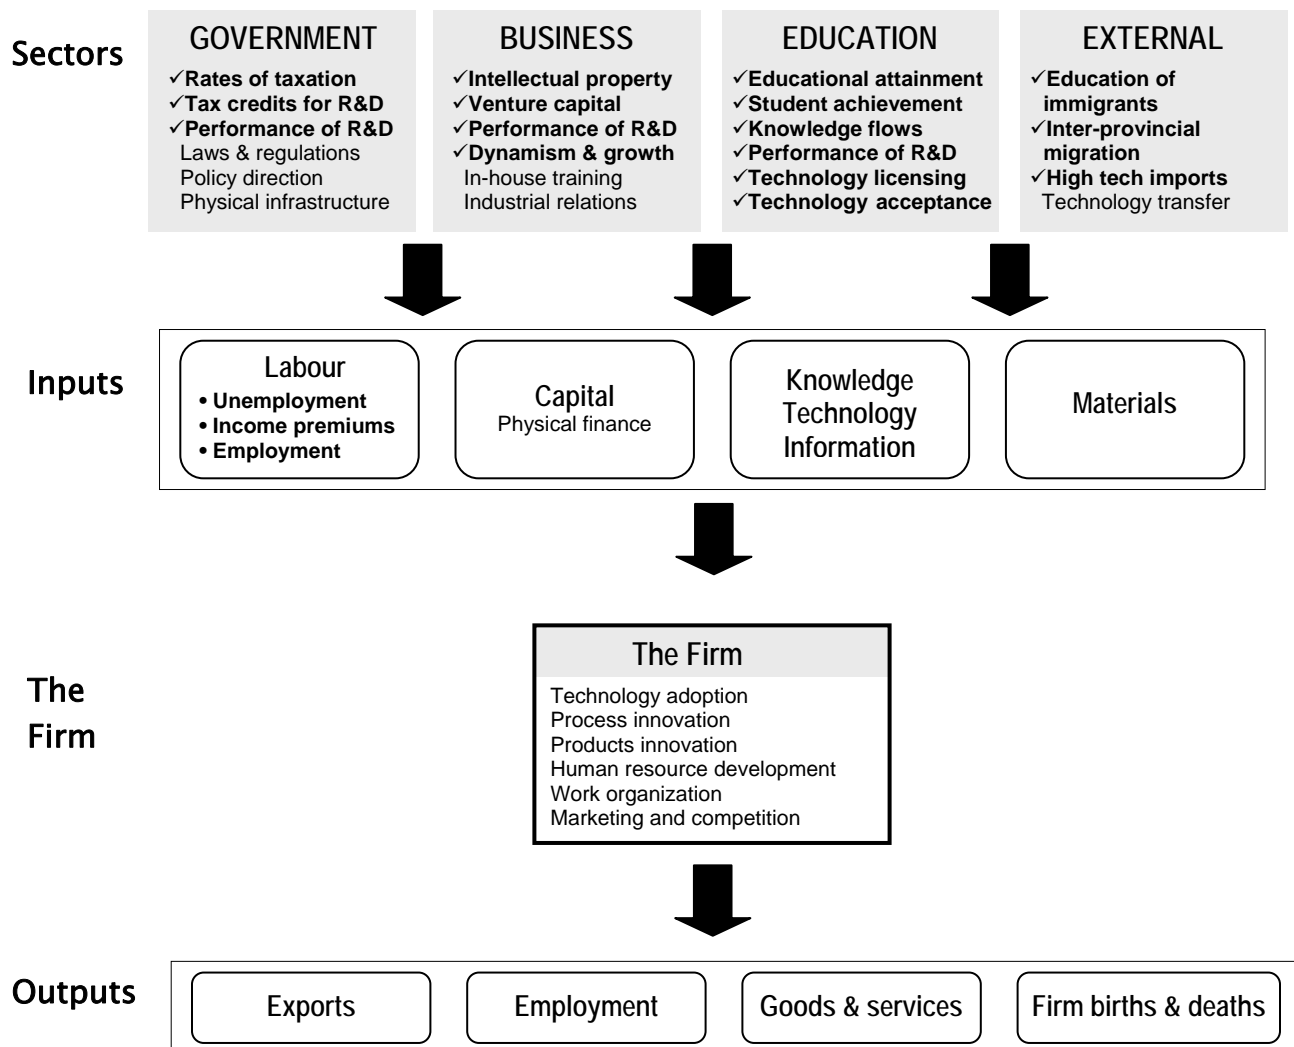 Sectors
GOVERNMENT
✓Rates of taxation
✓Tax credits for R&D
✓Performance of R&D
Laws & regulations
Policy direction
Physical infrastructure
BUSINESS
✓Intellectual property
✓Venture capital
✓Performance of R&D
✓Dynamism & growth
In-house training
Industrial relations
EDUCATION
✓Educational attainment
✓Student achievement
✓Knowledge flows
✓Performance of R&D
✓Technology licensing
✓Technology acceptance
EXTERNAL
✓Education of
immigrants
✓Inter-provincial
migration
✓High tech imports
Technology transfer
Inputs
Labour
• Unemployment
• Income premiums
• Employment
Capital
Physical finance
Knowledge
Technology
Information
Materials
The
Firm
The Firm
Technology adoption
Process innovation
Products innovation
Human resource development
Work organization
Marketing and competition
Outputs
Exports
Employment
Goods & services
Firm births & deaths